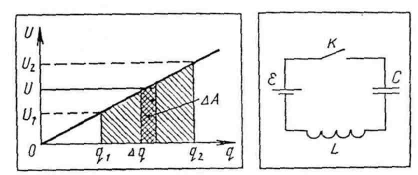 U
U₂
U
U₁
ΔA
0 q₁ Δq q₂ q
K
ℰ C
L